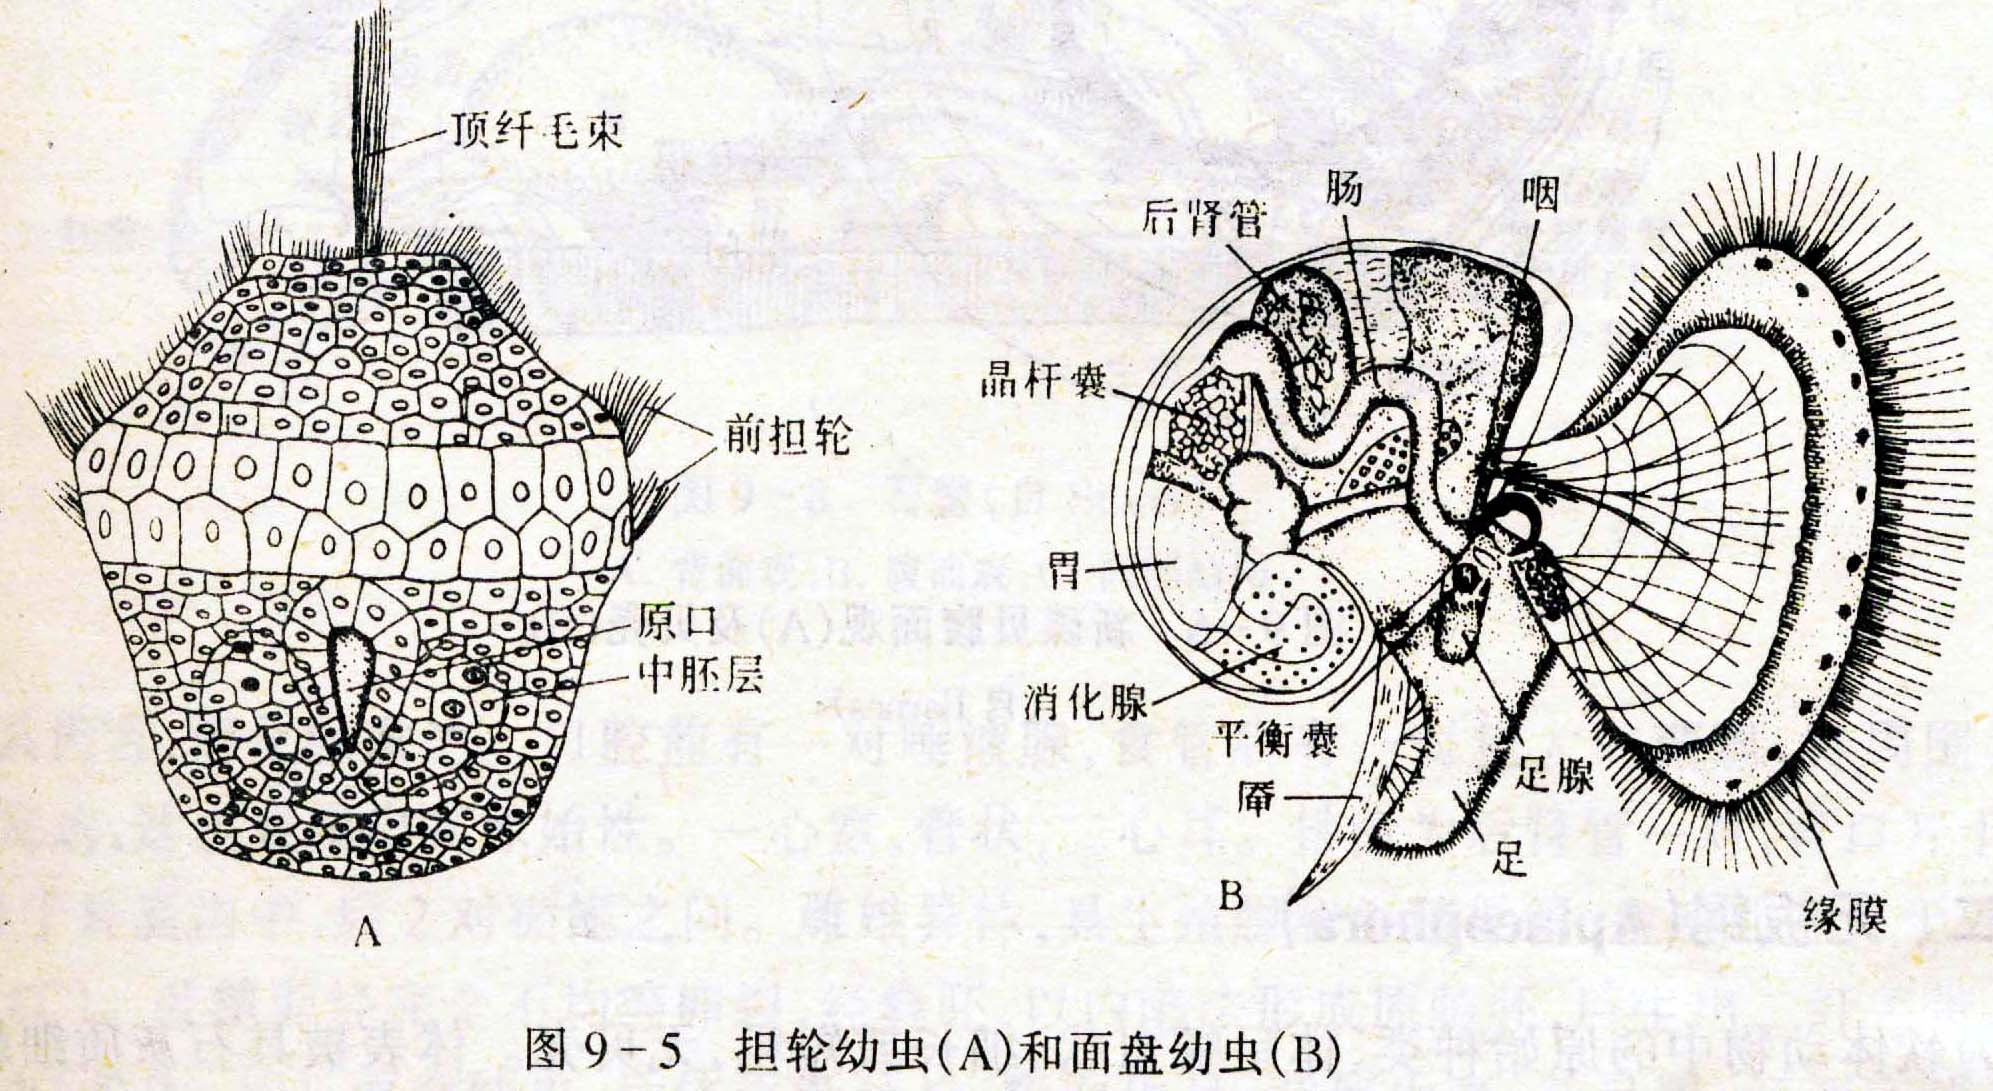 顶纤毛束
前担轮
原口
中胚层
A
后肾管
肠
咽
晶杆囊
胃
消化腺
平衡囊
厣
足腺
足
缘膜
B
图9-5 担轮幼虫(A)和面盘幼虫(B)